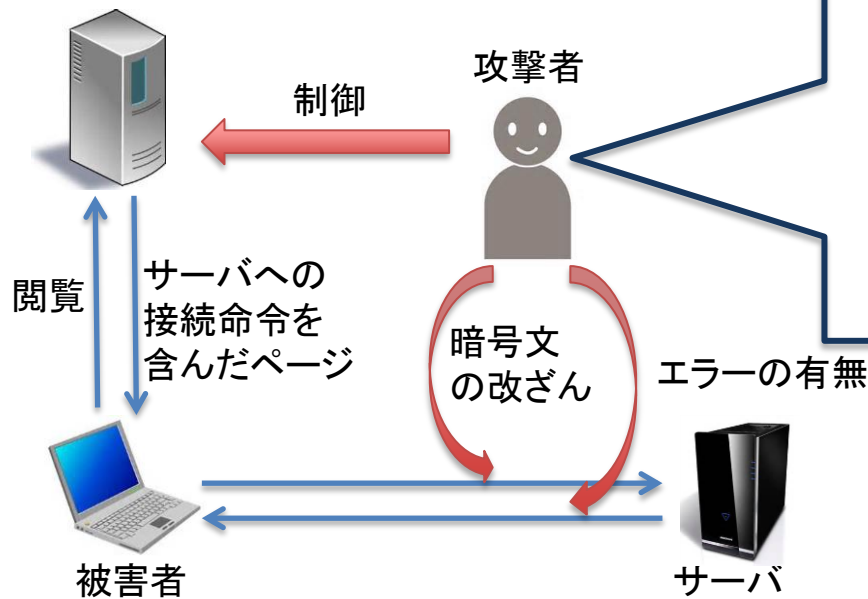 攻撃者
制御
閲覧
サーバへの
接続命令を
含んだページ
暗号文
の改ざん
エラーの有無
被害者
サーバ